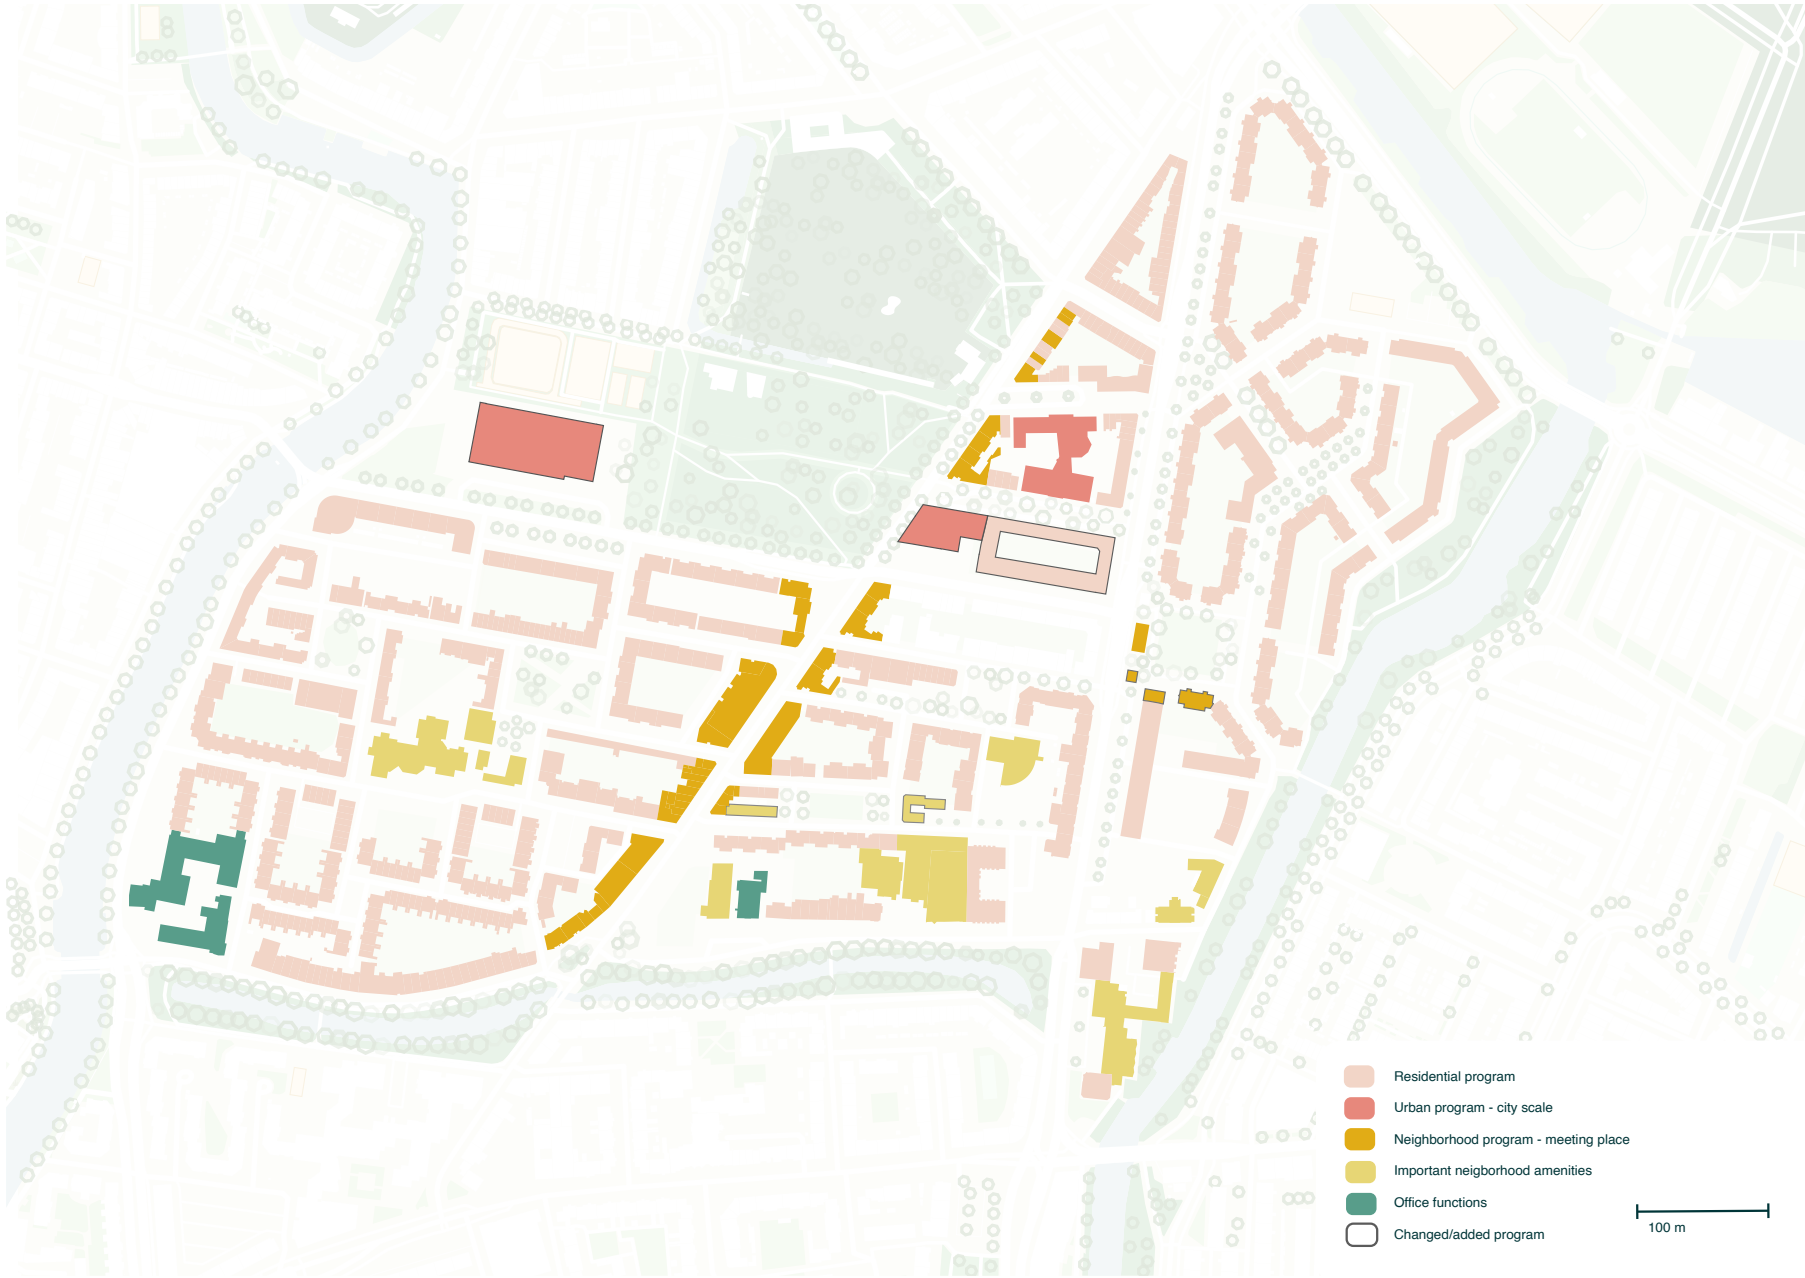 Residential program
Urban program - city scale
Neighborhood program - meeting place
Important neigborhood amenities
Office functions
Changed/added program
100 m